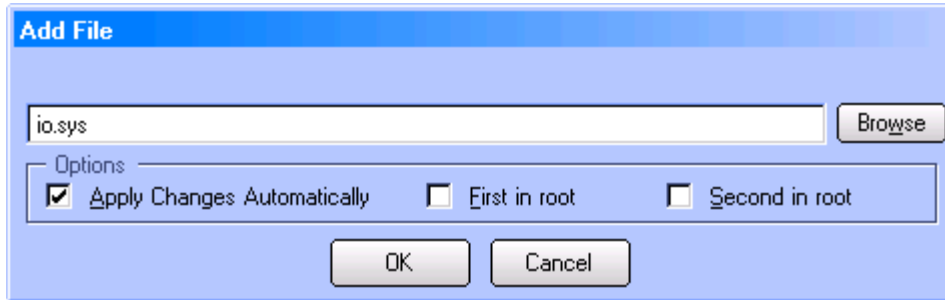 Add File
io.sys Browse
Options
Apply Changes Automatically First in root Second in root
OK Cancel